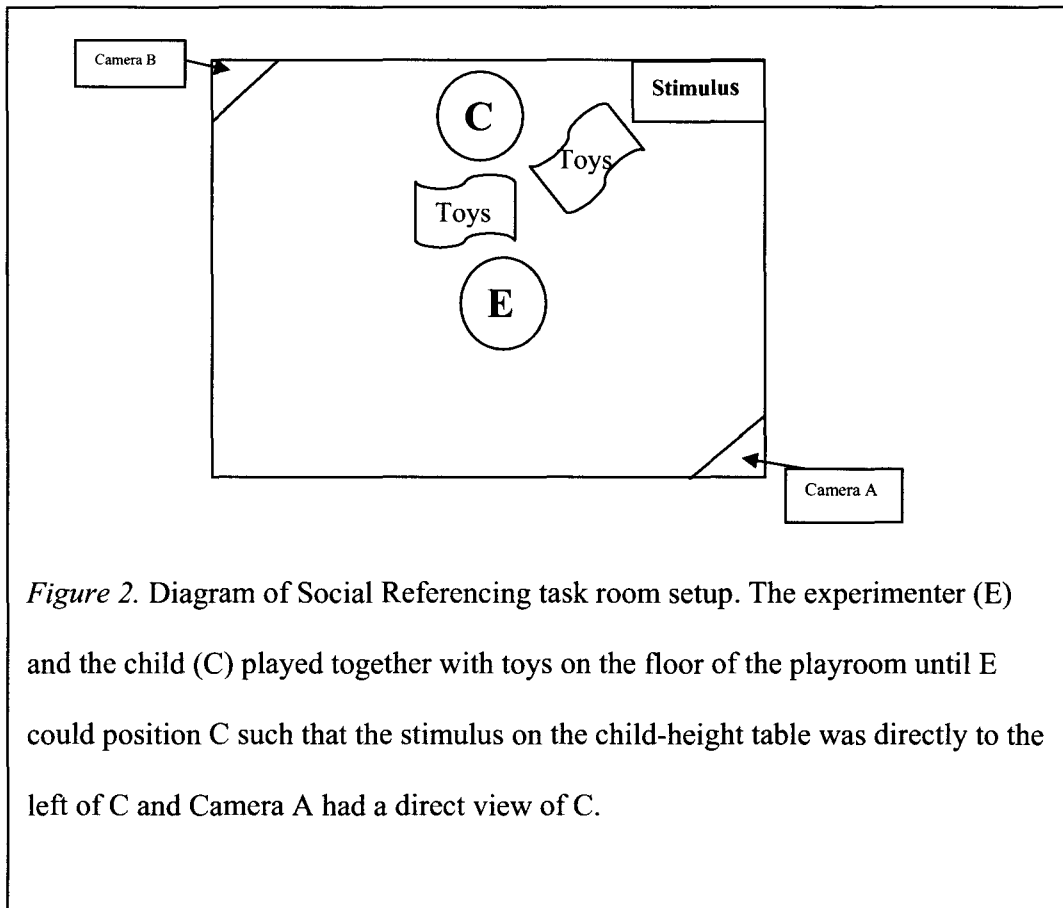 Camera B
Stimulus
C
Toys
Toys
E
Camera A
Figure 2. Diagram of Social Referencing task room setup. The experimenter (E)
and the child (C) played together with toys on the floor of the playroom until E
could position C such that the stimulus on the child-height table was directly to the
left of C and Camera A had a direct view of C.